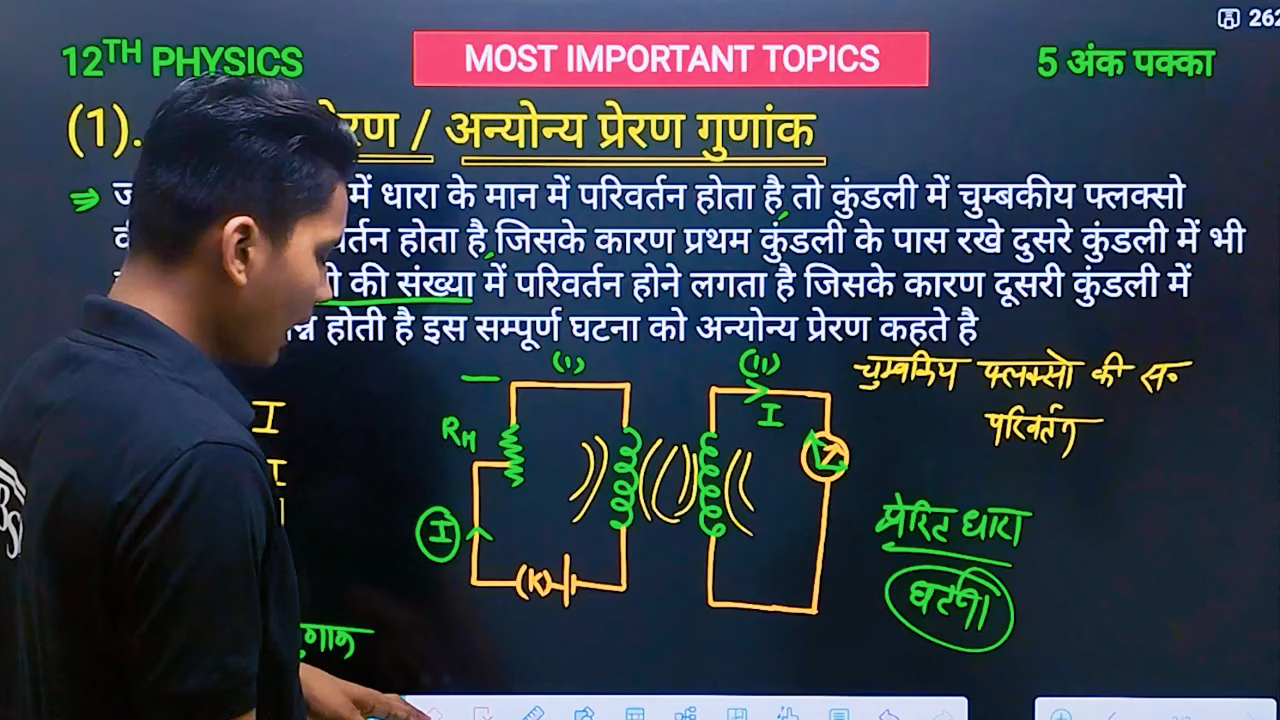 262
12TH PHYSICS
MOST IMPORTANT TOPICS
5 अंक पक्का
(1). रण / अन्योन्य प्रेरण गुणांक
ज में धारा के मान में परिवर्तन होता है तो कुंडली में चुम्बकीय फ्लक्सो
र्तन होता है जिसके कारण प्रथम कुंडली के पास रखे दुसरे कुंडली में भी
की संख्या में परिवर्तन होने लगता है जिसके कारण दूसरी कुंडली में
न्न होती है इस सम्पूर्ण घटना को अन्योन्य प्रेरण कहते है
(I) (II)
चुम्बकिय फ्लक्सो की स॰
परिवर्तन
I
I
RH
I
I
(K)
प्रेरित धारा
घटना